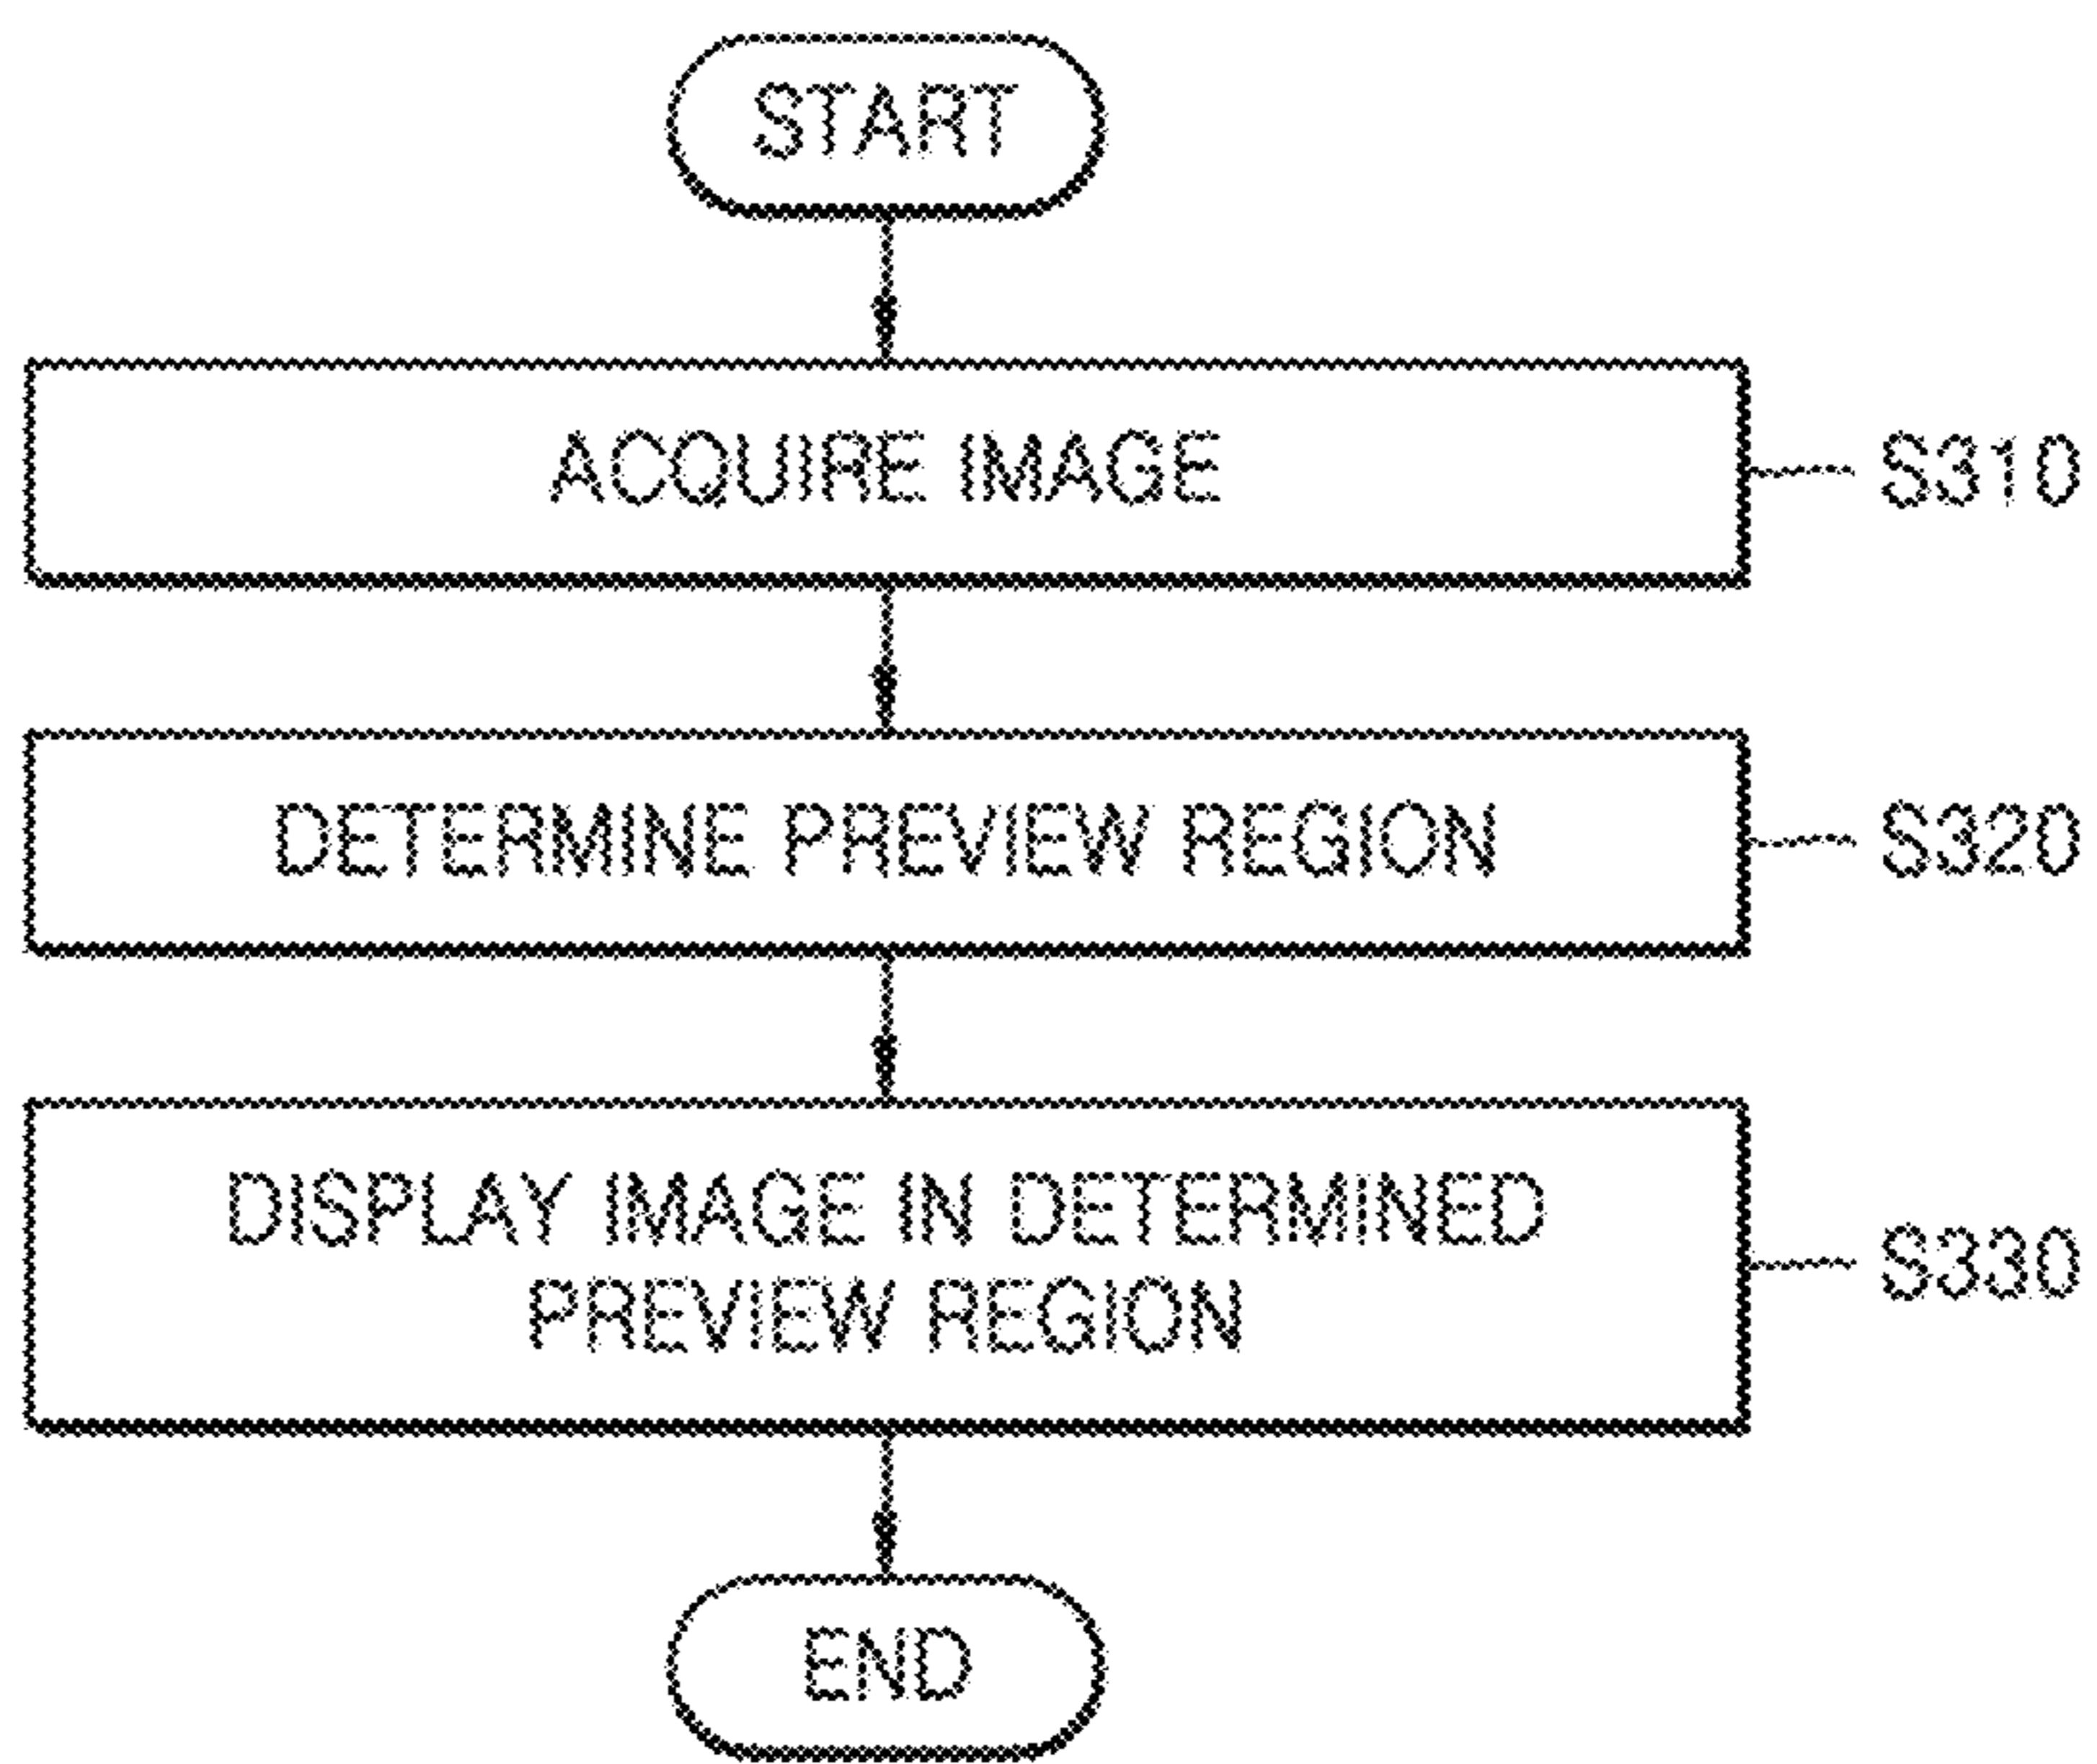 START
ACQUIRE IMAGE
S310
DETERMINE PREVIEW REGION
S320
DISPLAY IMAGE IN DETERMINED
PREVIEW REGION
S330
END